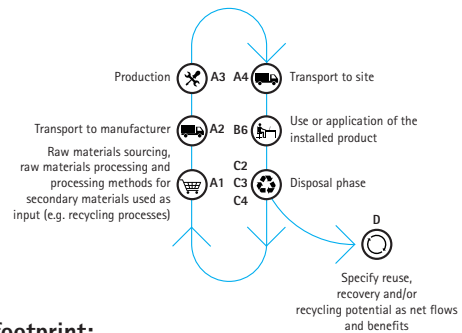 Production
A3
A4
Transport to site
Transport to manufacturer
A2
B6
Use or application of the
installed product
Raw materials sourcing,
raw materials processing and
processing methods for
secondary materials used as
input (e.g. recycling processes)
A1
C2
C3
C4
Disposal phase
D
Specify reuse,
recovery and/or
recycling potential as net flows
and benefits
footprint: